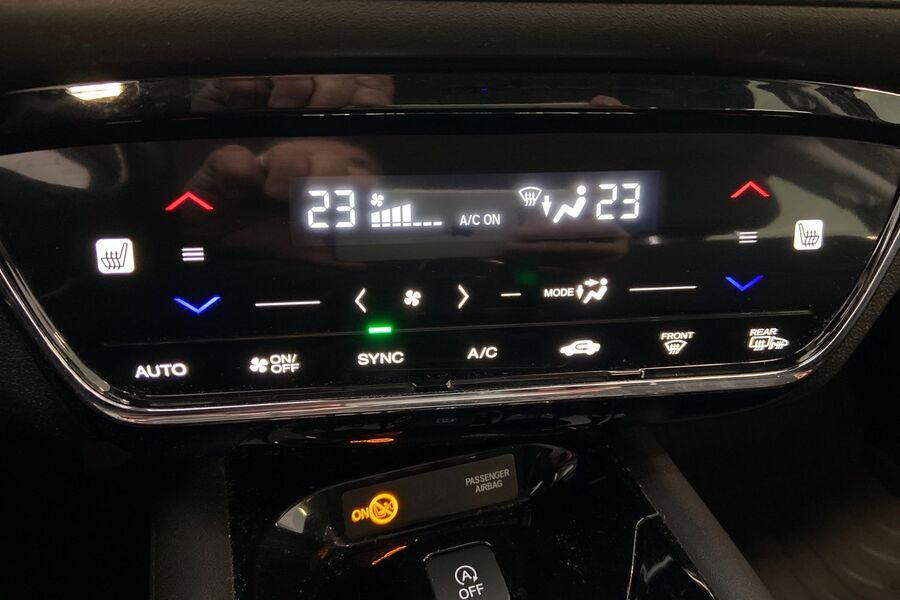 23 A/C ON 23
MODE
AUTO ON/OFF SYNC A/C FRONT REAR
PASSENGER
AIRBAG
ON
A
OFF